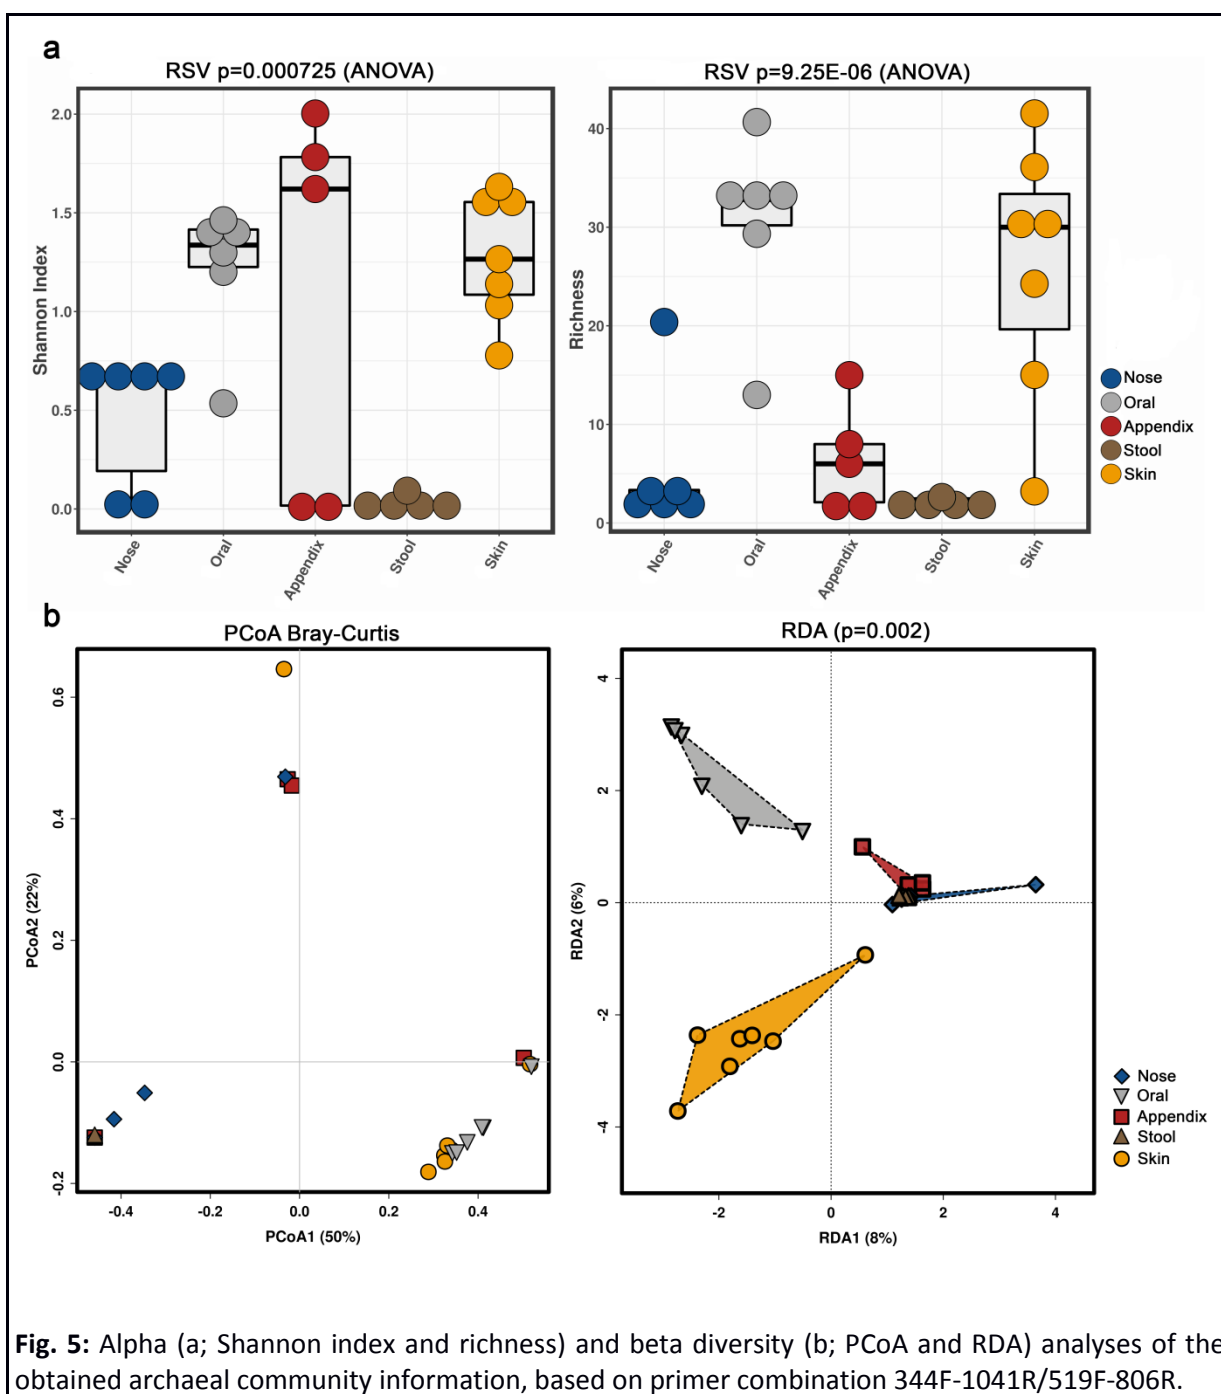 a
RSV p=0.000725 (ANOVA)
RSV p=9.25E-06 (ANOVA)
Shannon Index
2.0
1.5
1.0
0.5
0.0
Nose
Oral
Appendix
Stool
Skin
Richness
40
30
20
10
0
Nose
Oral
Appendix
Stool
Skin
Nose
Oral
Appendix
Stool
Skin
b
PCoA Bray-Curtis
RDA (p=0.002)
PCoA2 (22%)
0.6
0.4
0.2
0.0
-0.2
-0.4
-0.2
0.0
0.2
0.4
PCoA1 (50%)
RDA2 (6%)
4
2
0
-2
-4
-2
0
2
4
RDA1 (8%)
Nose
Oral
Appendix
Stool
Skin
Fig. 5: Alpha (a; Shannon index and richness) and beta diversity (b; PCoA and RDA) analyses of the
obtained archaeal community information, based on primer combination 344F-1041R/519F-806R.